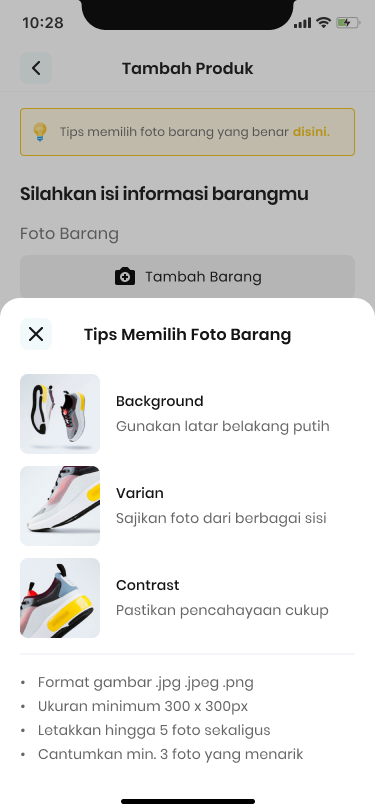 10:28
Tambah Produk
Tips memilih foto barang yang benar disini.
Silahkan isi informasi barangmu
Foto Barang
Tambah Barang
Tips Memilih Foto Barang
Background
Gunakan latar belakang putih
Varian
Sajikan foto dari berbagai sisi
Contrast
Pastikan pencahayaan cukup
• Format gambar .jpg .jpeg .png
• Ukuran minimum 300 x 300px
• Letakkan hingga 5 foto sekaligus
• Cantumkan min. 3 foto yang menarik